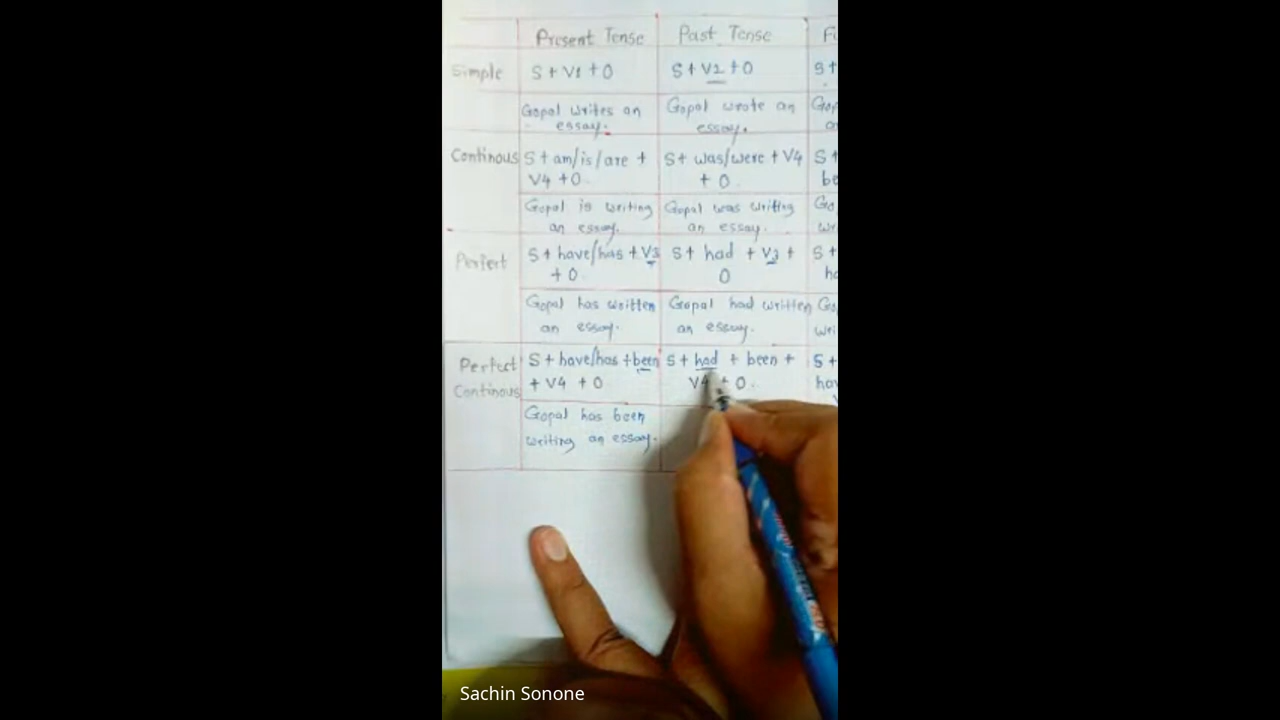 Present Tense Past Tense
Simple S + V1 + O S + V2 + O S+
Gopal writes an Gopal wrote an
essay. essay.
Continous S + am/is/are + S + was/were + V4 S+
V4 + O. + O. be
Gopal is writing Gopal was writting Go
an essay. an essay.
Perfect S + have/has + V3 S + had + V3 + S+
+ O. O
Gopal has written Gopal had written
an essay. an essay.
Perfect S + have/has + been S + had + been + S+
Continous + V4 + O V4 + O.
Gopal has been
writing an essay.
Sachin Sonone